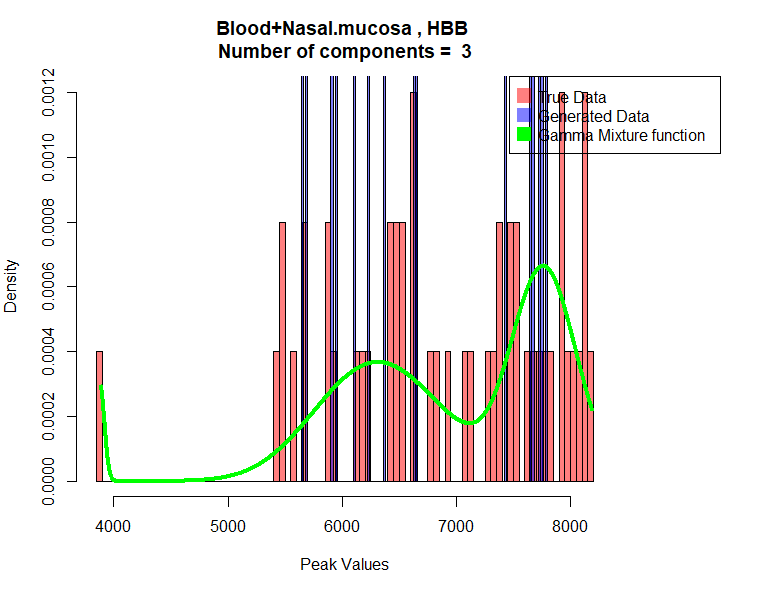 Blood+Nasal.mucosa , HBB
Number of components =  3
True Data
Generated Data
Gamma Mixture function
Density
0.0012
0.0010
0.0008
0.0006
0.0004
0.0002
0.0000
4000 5000 6000 7000 8000
Peak Values